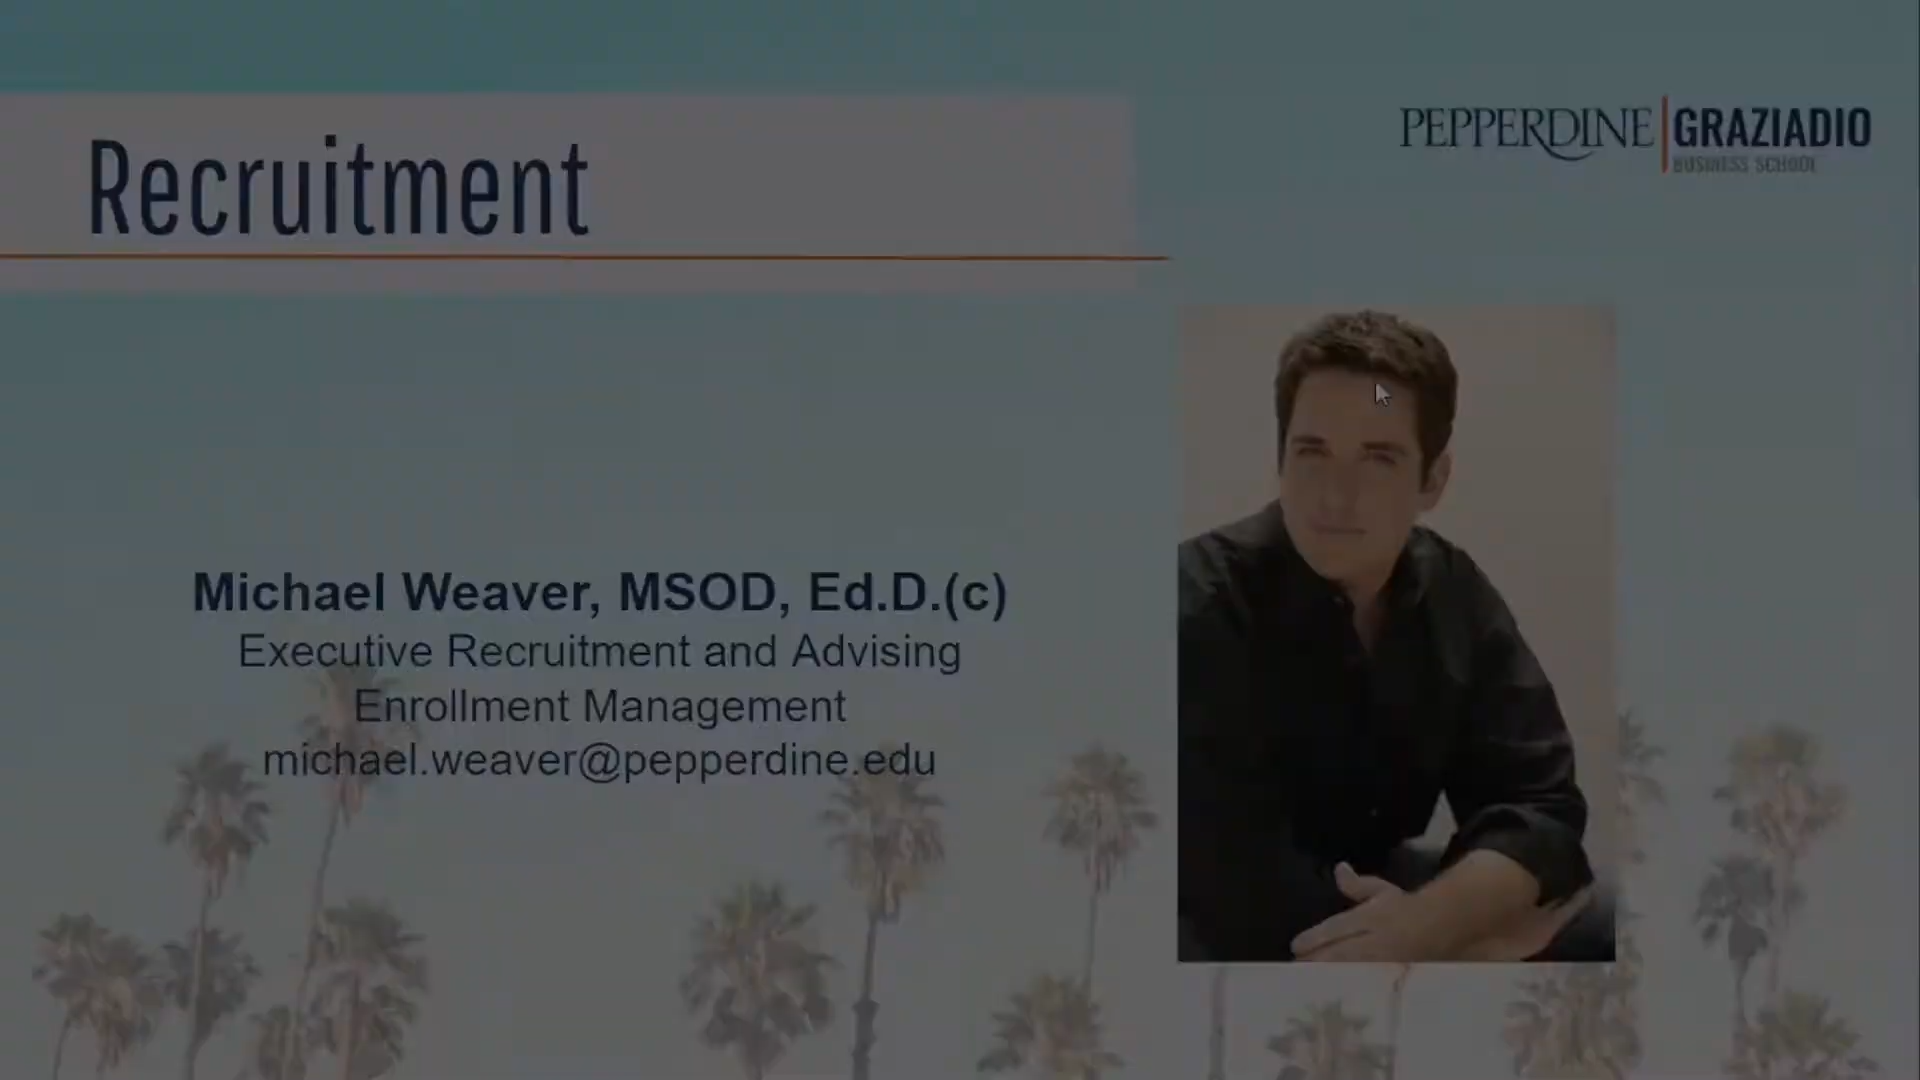 Recruitment
PEPPERDINE GRAZIADIO
BUSINESS SCHOOL
Michael Weaver, MSOD, Ed.D.(c)
Executive Recruitment and Advising
Enrollment Management
michael.weaver@pepperdine.edu